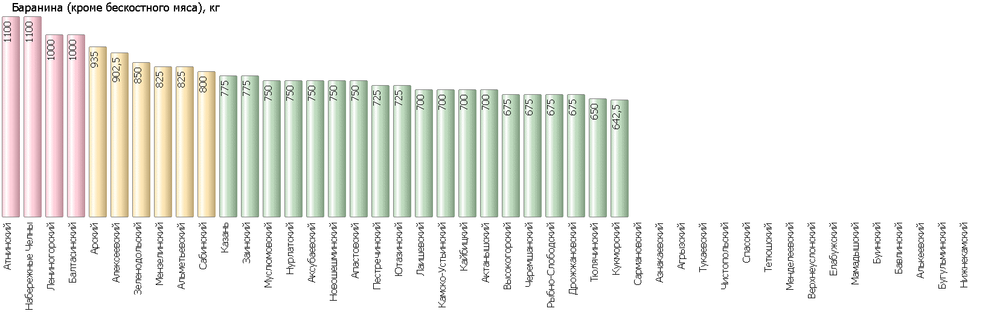 Баранина (кроме бескостного мяса), кг
1100
1100
1000
1000
935
902,5
850
825
825
800
775
775
750
750
750
750
750
725
725
700
700
700
700
675
675
675
675
650
642,5
Атнинский
Набережные Челны
Лениногорский
Балтасинский
Арский
Алексеевский
Зеленодольский
Мензелинский
Альметьевский
Сабинский
Казань
Заинский
Муслюмовский
Нурлатский
Аксубаевский
Новошешминский
Апастовский
Пестречинский
Ютазинский
Лаишевский
Камско-Устьинский
Кайбицкий
Актанышский
Высокогорский
Черемшанский
Рыбно-Слободский
Дрожжановский
Тюлячинский
Кукморский
Сармановский
Азнакаевский
Агрызский
Тукаевский
Чистопольский
Спасский
Тетюшский
Менделеевский
Верхнеуслонский
Елабужский
Мамадышский
Буинский
Бавлинский
Алькеевский
Бугульминский
Нижнекамский